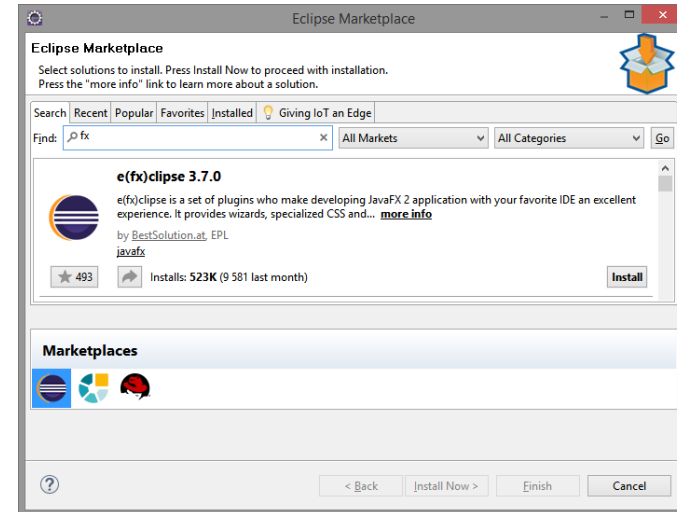 Eclipse Marketplace
Eclipse Marketplace
Select solutions to install. Press Install Now to proceed with installation.
Press the "more info" link to learn more about a solution.
Search Recent Popular Favorites Installed Giving IoT an Edge
Find: fx All Markets All Categories Go
e(fx)clipse 3.7.0
e(fx)clipse is a set of plugins who make developing JavaFX 2 application with your favorite IDE an excellent
experience. It provides wizards, specialized CSS and... more info
by BestSolution.at, EPL
javafx
493 Installs: 523K (9 581 last month) Install
Marketplaces
? < Back Install Now > Finish Cancel